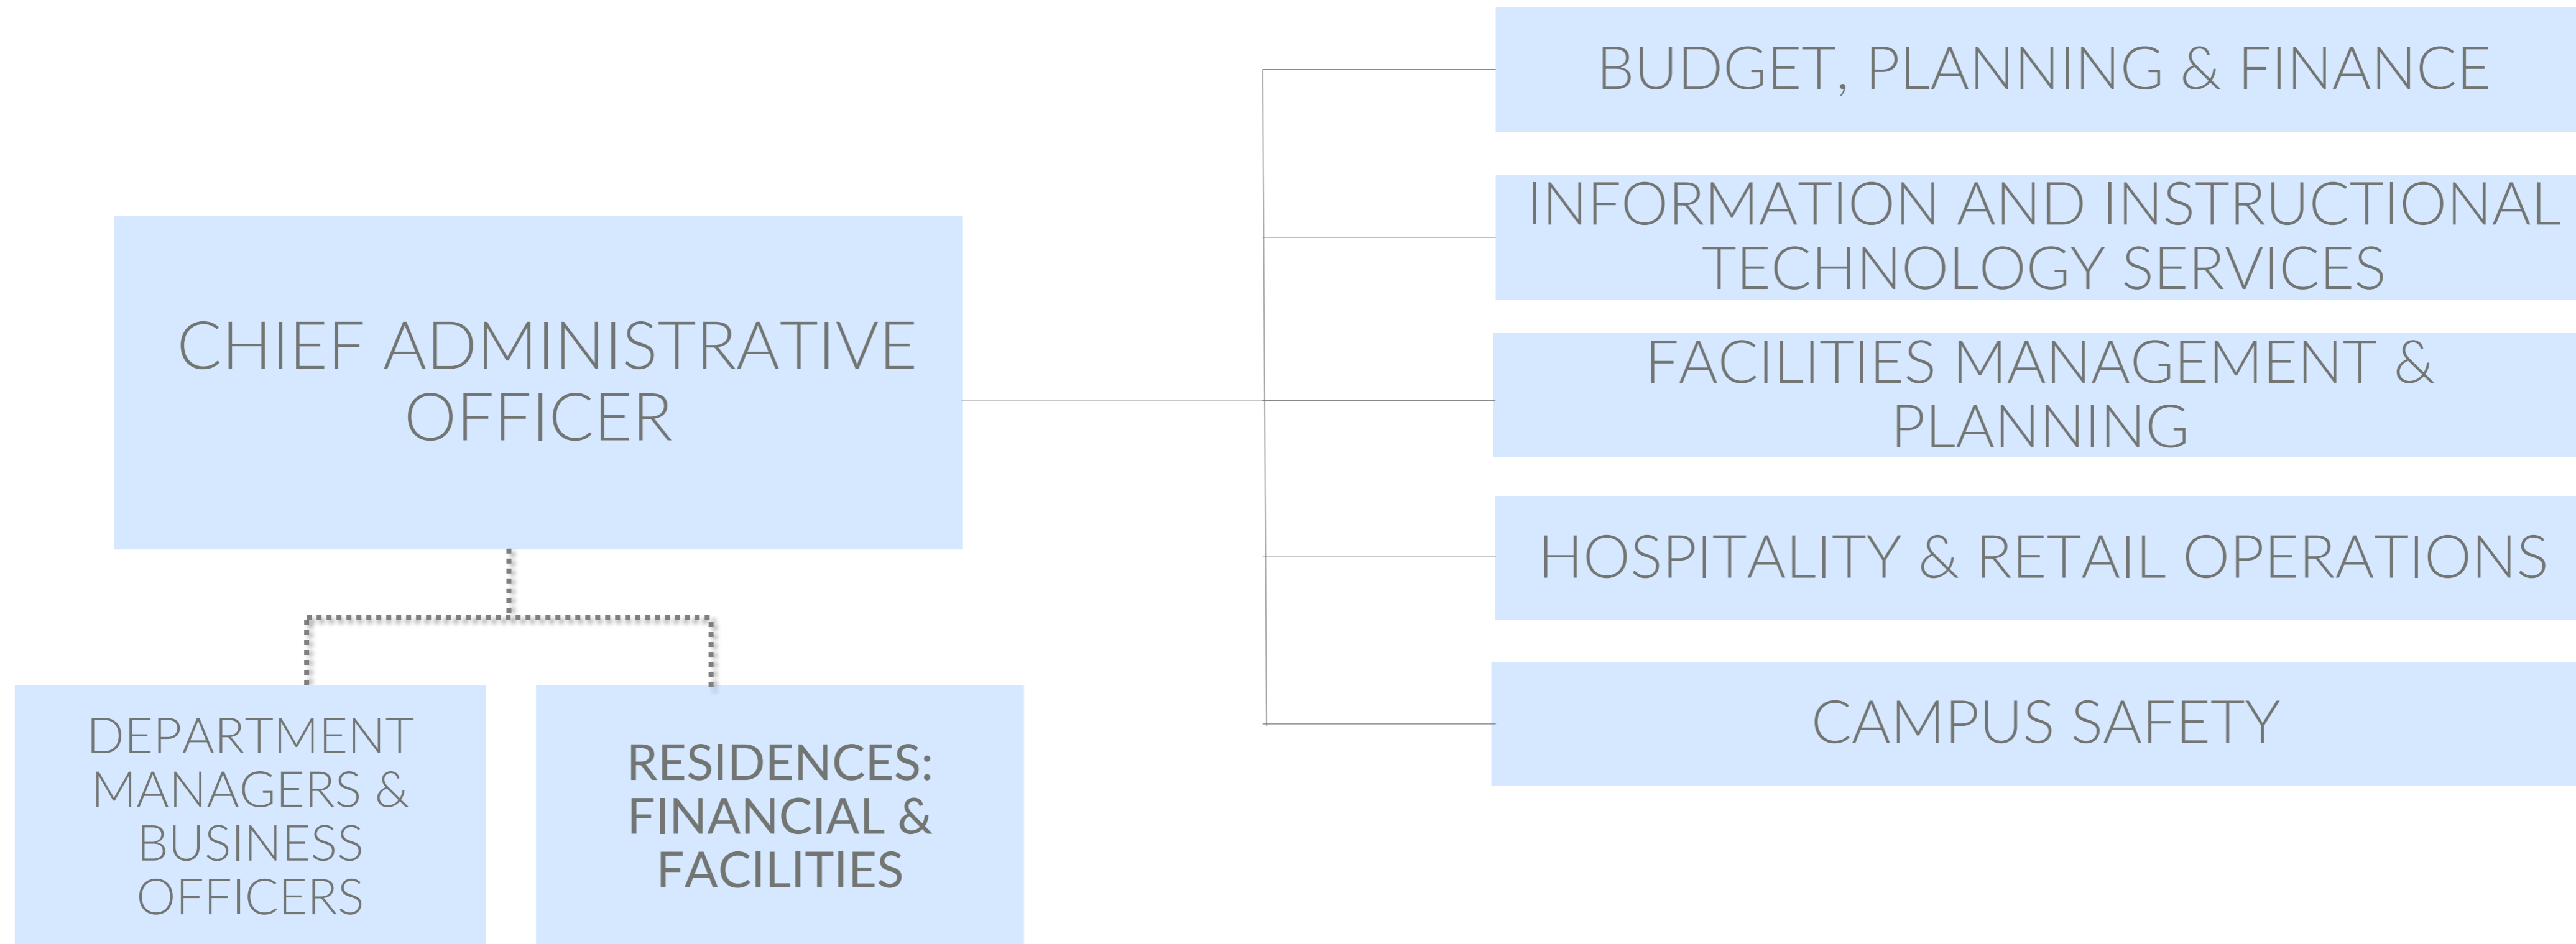 CHIEF ADMINISTRATIVE
OFFICER
BUDGET, PLANNING & FINANCE
INFORMATION AND INSTRUCTIONAL
TECHNOLOGY SERVICES
FACILITIES MANAGEMENT &
PLANNING
HOSPITALITY & RETAIL OPERATIONS
CAMPUS SAFETY
DEPARTMENT
MANAGERS &
BUSINESS
OFFICERS
RESIDENCES:
FINANCIAL &
FACILITIES